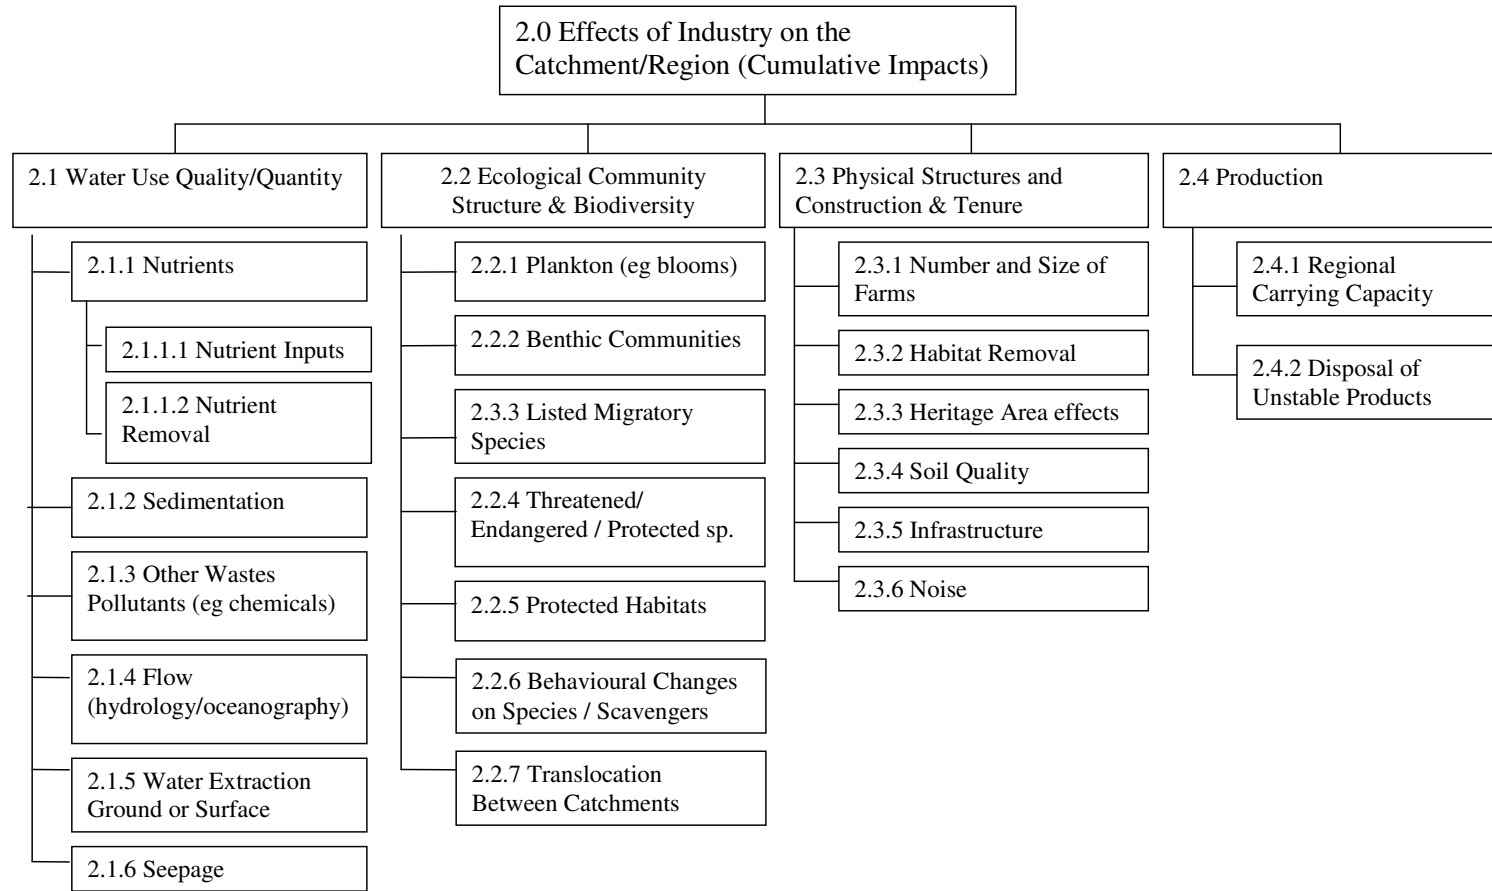 2.0 Effects of Industry on the
Catchment/Region (Cumulative Impacts)
2.1 Water Use Quality/Quantity
2.1.1 Nutrients
2.1.1.1 Nutrient Inputs
2.1.1.2 Nutrient
Removal
2.1.2 Sedimentation
2.1.3 Other Wastes
Pollutants (eg chemicals)
2.1.4 Flow
(hydrology/oceanography)
2.1.5 Water Extraction
Ground or Surface
2.1.6 Seepage
2.2 Ecological Community
Structure & Biodiversity
2.2.1 Plankton (eg blooms)
2.2.2 Benthic Communities
2.3.3 Listed Migratory
Species
2.2.4 Threatened/
Endangered / Protected sp.
2.2.5 Protected Habitats
2.2.6 Behavioural Changes
on Species / Scavengers
2.2.7 Translocation
Between Catchments
2.3 Physical Structures and
Construction & Tenure
2.3.1 Number and Size of
Farms
2.3.2 Habitat Removal
2.3.3 Heritage Area effects
2.3.4 Soil Quality
2.3.5 Infrastructure
2.3.6 Noise
2.4 Production
2.4.1 Regional
Carrying Capacity
2.4.2 Disposal of
Unstable Products